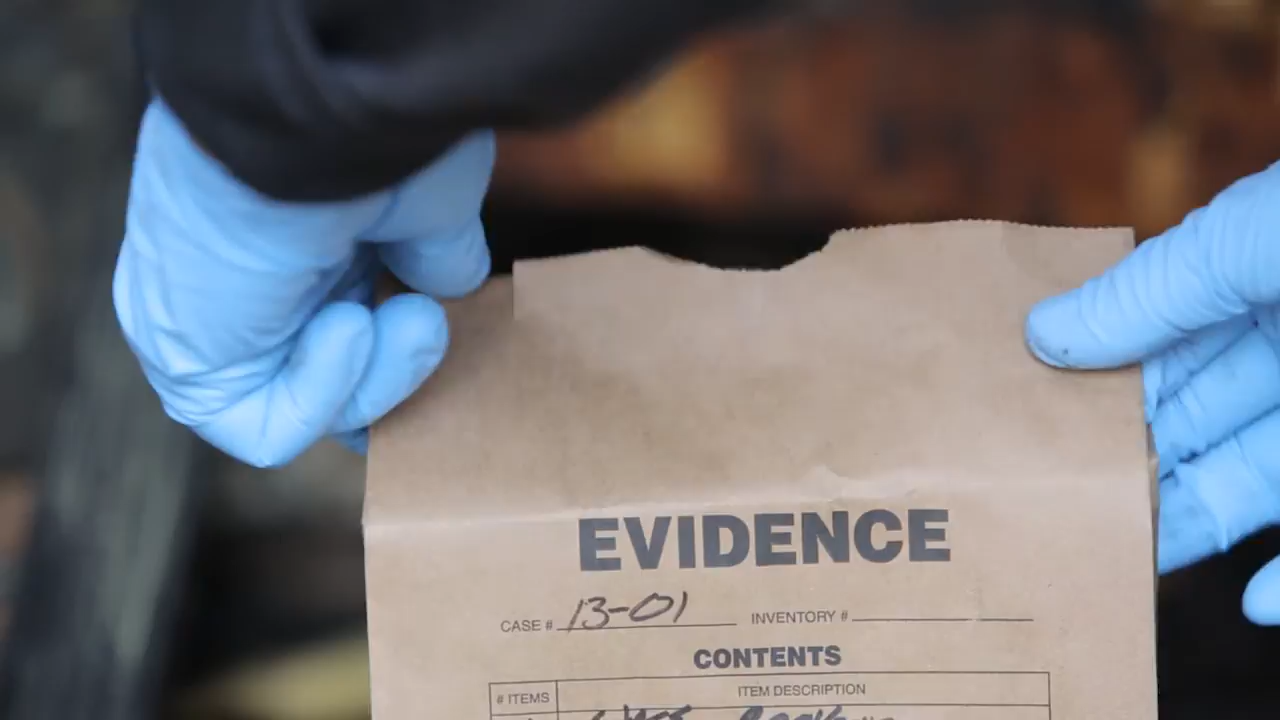 EVIDENCE
CASE # 13-01 INVENTORY #
CONTENTS
# ITEMS ITEM DESCRIPTION